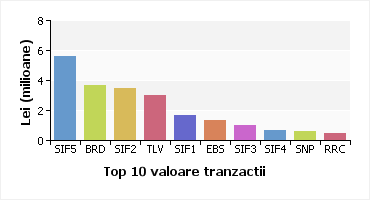 Lei (milioane)
8
6
4
2
0
SIF5 BRD SIF2 TLV SIF1 EBS SIF3 SIF4 SNP RRC
Top 10 valoare tranzactii